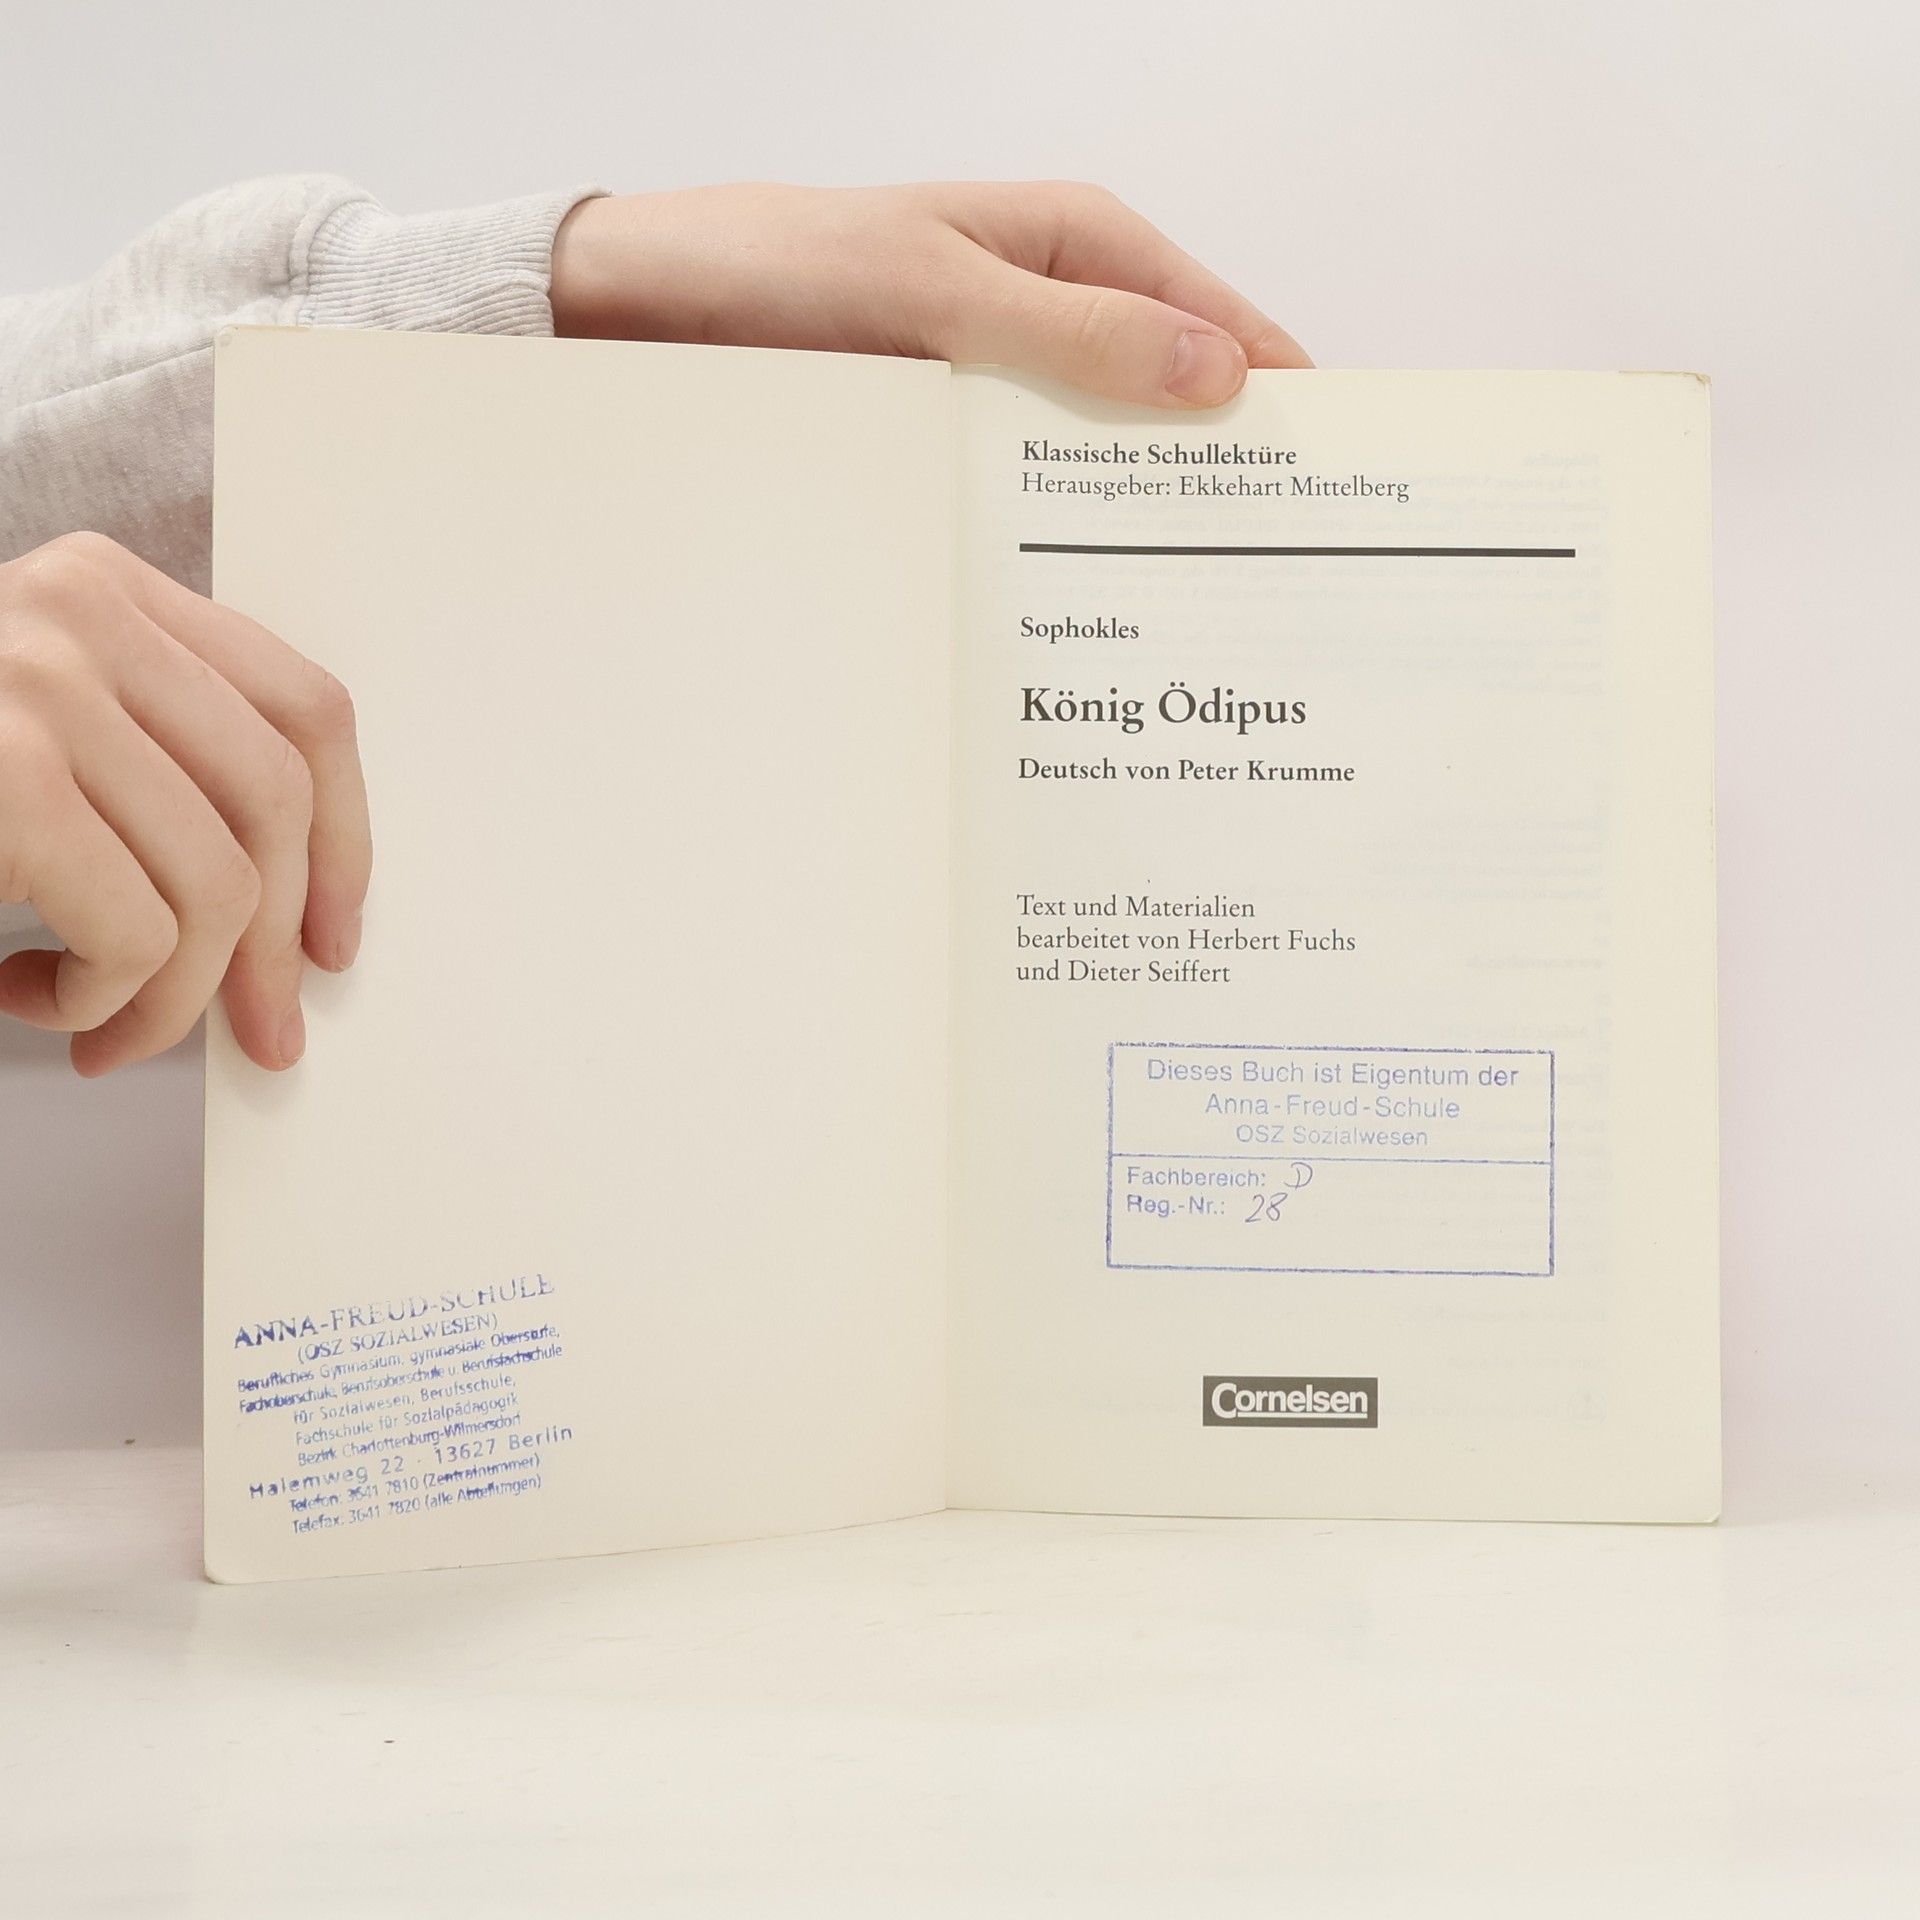 Klassische Schullektüre
Herausgeber: Ekkehart Mittelberg
Sophokles
König Ödipus
Deutsch von Peter Krumme
Text und Materialien
bearbeitet von Herbert Fuchs
und Dieter Seiffert
Dieses Buch ist Eigentum der
Anna-Freud-Schule
OSZ Sozialwesen
Fachbereich: D
Reg.-Nr.: 28
Cornelsen
ANNA-FREUD-SCHULE
(OSZ SOZIALWESEN)
Berufliches Gymnasium, gymnasiale Oberstufe,
Fachoberschule, Berufsoberschule u. Berufsfachschule
für Sozialwesen, Berufsschule,
Fachschule für Sozialpädagogik
Bezirk Charlottenburg-Wilmersdorf
Halemweg 22 · 13627 Berlin
Telefon: 3641 7810 (Zentralnummer)
Telefax: 3641 7820 (alle Abteilungen)